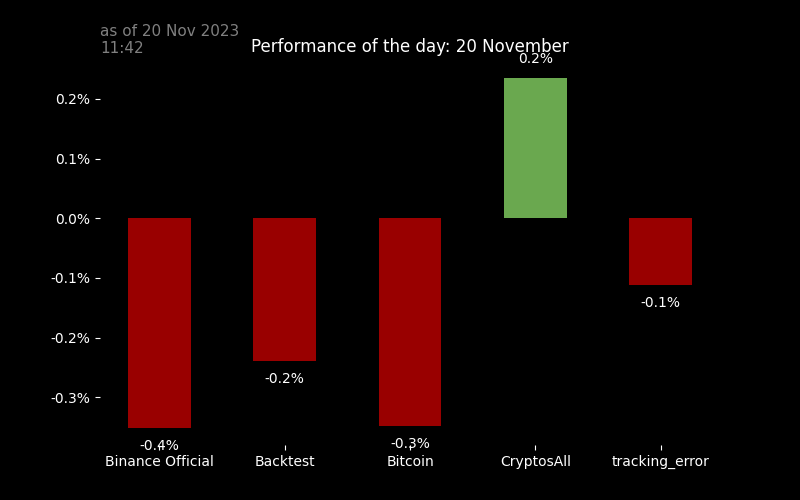 as of 20 Nov 2023
11:42
Performance of the day: 20 November
0.2%
0.2%
0.1%
0.0%
-0.1%
-0.2%
-0.3%
-0.1%
-0.2%
-0.4%
-0.3%
Binance Official
Backtest
Bitcoin
CryptosAll
tracking_error